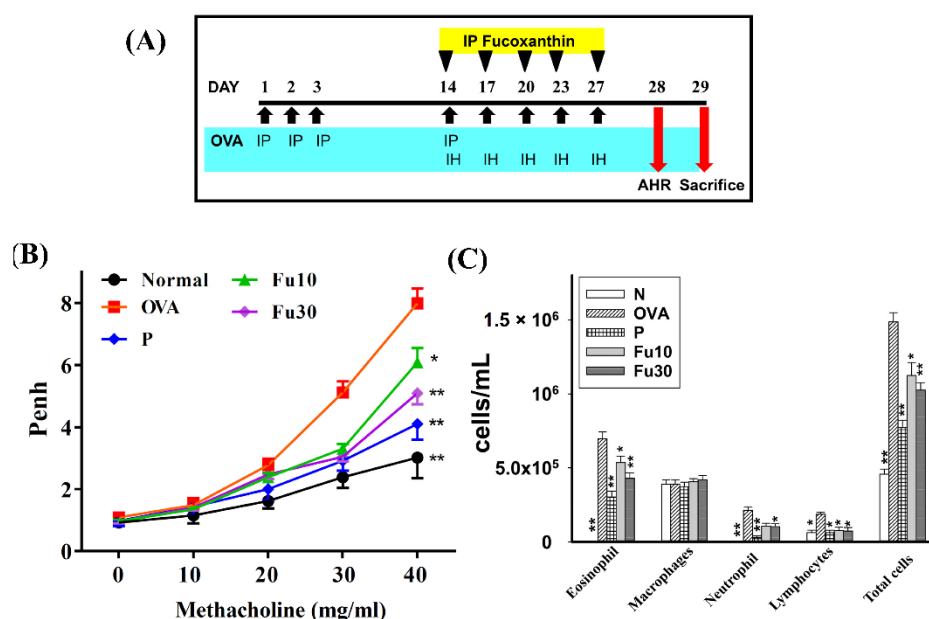 (A)
IP Fucoxanthin
DAY 1 2 3 14 17 20 23 27 28 29
OVA IP IP IP IP
IH IH IH IH IH
AHR Sacrifice
(B)
Normal Fu10
OVA Fu30
P
8
6
4
2
0
Penh
*
**
**
**
0 10 20 30 40
Methacholine (mg/ml)
(C)
N
OVA
P
Fu10
Fu30
cells/mL
1.5 × 10⁶
10⁶
5.0x10⁵
0
** ** * **
** ** *
* * * *
** ** * **
Eosinophil Macrophages Neutrophil Lymphocytes Total cells